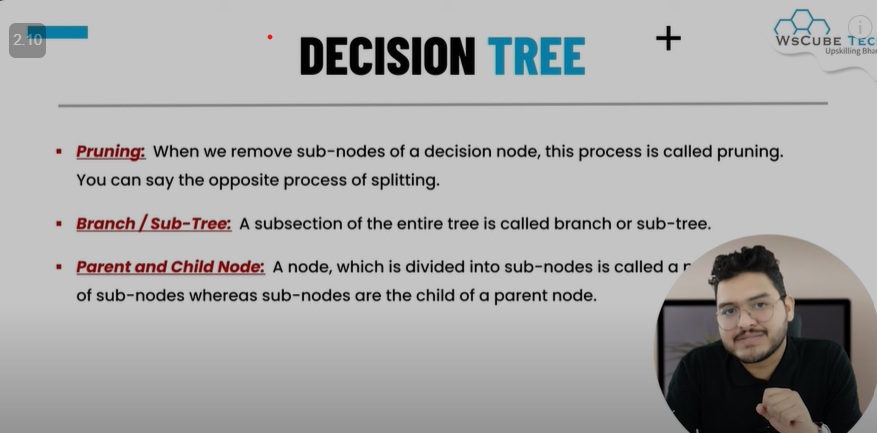 2.10
DECISION TREE
WSCUBE TEC
Upskilling Bha
Pruning: When we remove sub-nodes of a decision node, this process is called pruning.
You can say the opposite process of splitting.
Branch / Sub-Tree: A subsection of the entire tree is called branch or sub-tree.
Parent and Child Node: A node, which is divided into sub-nodes is called a
of sub-nodes whereas sub-nodes are the child of a parent node.